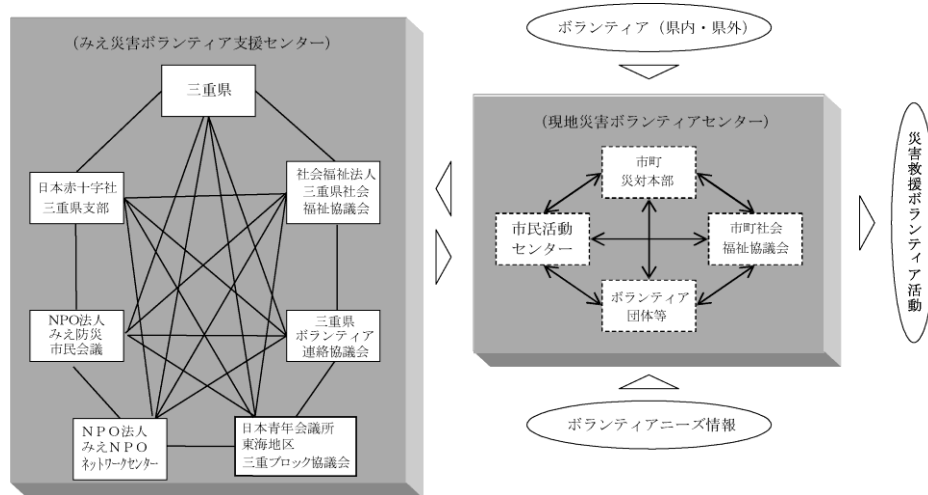 (みえ災害ボランティア支援センター)
三重県
日本赤十字社
三重県支部
社会福祉法人
三重県社会
福祉協議会
NPO法人
みえ防災
市民会議
三重県
ボランティア
連絡協議会
NPO法人
みえNPO
ネットワークセンター
日本青年会議所
東海地区
三重ブロック協議会
ボランティア(県内・県外)
(現地災害ボランティアセンター)
市町
災対本部
市民活動
センター
市町社会
福祉協議会
ボランティア
団体等
ボランティアニーズ情報
災害救援ボランティア活動